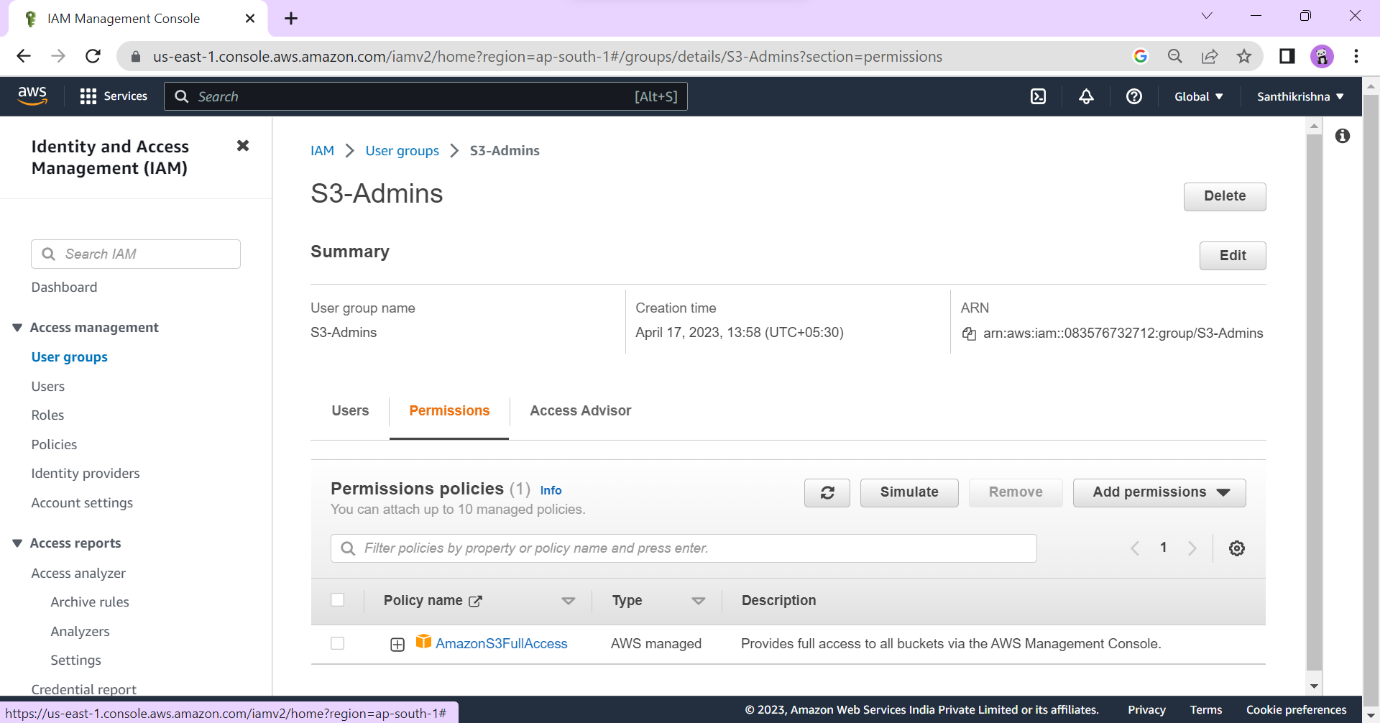 IAM Management Console
us-east-1.console.aws.amazon.com/iamv2/home?region=ap-south-1#/groups/details/S3-Admins?section=permissions
aws
Services
Search
[Alt+S]
Global
Santhikrishna
Identity and Access
Management (IAM)
Search IAM
Dashboard
Access management
User groups
Users
Roles
Policies
Identity providers
Account settings
Access reports
Access analyzer
Archive rules
Analyzers
Settings
Credential report
IAM > User groups > S3-Admins
S3-Admins
Delete
Summary
Edit
User group name
S3-Admins
Creation time
April 17, 2023, 13:58 (UTC+05:30)
ARN
arn:aws:iam::083576732712:group/S3-Admins
Users
Permissions
Access Advisor
Permissions policies (1) Info
You can attach up to 10 managed policies.
Simulate
Remove
Add permissions
Filter policies by property or policy name and press enter.
1
Policy name
Type
Description
AmazonS3FullAccess
AWS managed
Provides full access to all buckets via the AWS Management Console.
https://us-east-1.console.aws.amazon.com/iamv2/home?region=ap-south-1#
© 2023, Amazon Web Services India Private Limited or its affiliates.
Privacy
Terms
Cookie preferences